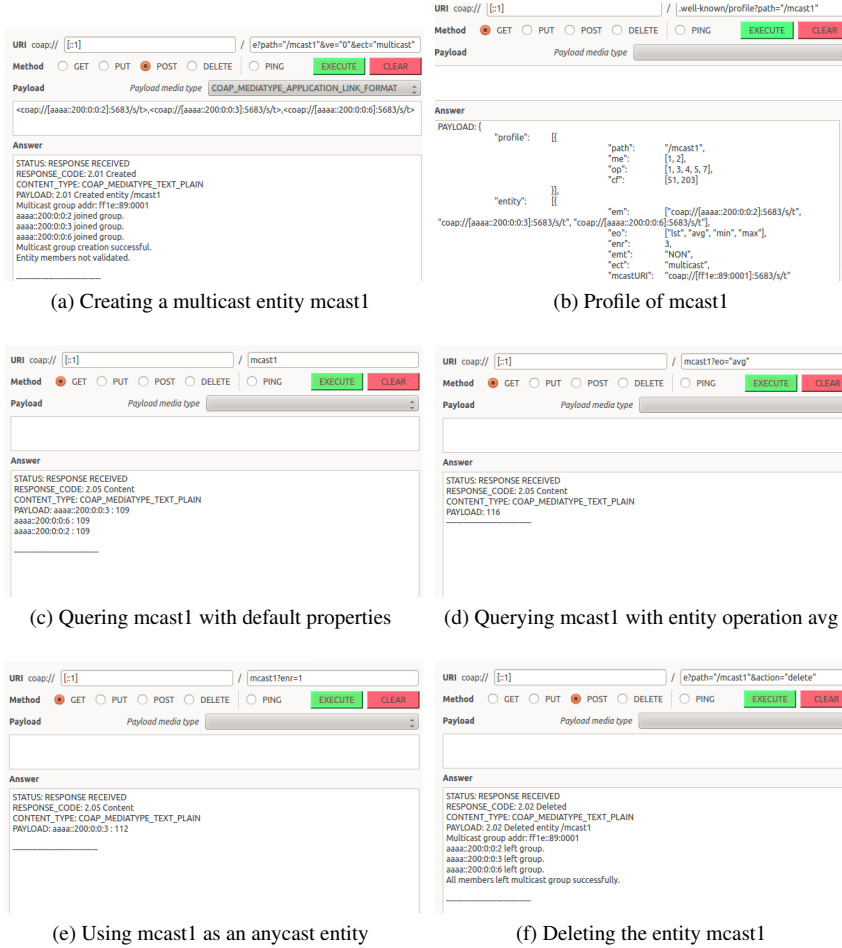 URI coap:// [::1] / e?path="/mcast1"&ve="0"&ect="multicast"
Method GET PUT POST DELETE PING EXECUTE CLEAR
Payload Payload media type COAP_MEDIATYPE_APPLICATION_LINK_FORMAT
<coap://[aaaa::200:0:0:2]:5683/s/t>,<coap://[aaaa::200:0:0:3]:5683/s/t>,<coap://[aaaa::200:0:0:6]:5683/s/t>
Answer
STATUS: RESPONSE RECEIVED
RESPONSE_CODE: 2.01 Created
CONTENT_TYPE: COAP_MEDIATYPE_TEXT_PLAIN
PAYLOAD: 2.01 Created entity /mcast1
Multicast group addr: ff1e::89:0001
aaaa::200:0:0:2 joined group.
aaaa::200:0:0:3 joined group.
aaaa::200:0:0:6 joined group.
Multicast group creation successful.
Entity members not validated.
--------------------------------
(a) Creating a multicast entity mcast1
URI coap:// [::1] / .well-known/profile?path="/mcast1"
Method GET PUT POST DELETE PING EXECUTE CLEAR
Payload Payload media type
Answer
PAYLOAD: {
"profile": [{
"path": "/mcast1",
"me": [1, 2],
"op": [1, 3, 4, 5, 7],
"cf": [51, 203]
}],
"entity": [{
"em": ["coap://[aaaa::200:0:0:2]:5683/s/t",
"coap://[aaaa::200:0:0:3]:5683/s/t", "coap://[aaaa::200:0:0:6]:5683/s/t"],
"eo": ["lst", "avg", "min", "max"],
"enr": 3,
"emt": "NON",
"ect": "multicast",
"mcastURI": "coap://[ff1e::89:0001]:5683/s/t"
(b) Profile of mcast1
URI coap:// [::1] / mcast1
Method GET PUT POST DELETE PING EXECUTE CLEAR
Payload Payload media type
Answer
STATUS: RESPONSE RECEIVED
RESPONSE_CODE: 2.05 Content
CONTENT_TYPE: COAP_MEDIATYPE_TEXT_PLAIN
PAYLOAD: aaaa::200:0:0:3 : 109
aaaa::200:0:0:6 : 109
aaaa::200:0:0:2 : 109
--------------------------------
(c) Quering mcast1 with default properties
URI coap:// [::1] / mcast1?eo="avg"
Method GET PUT POST DELETE PING EXECUTE CLEAR
Payload Payload media type
Answer
STATUS: RESPONSE RECEIVED
RESPONSE_CODE: 2.05 Content
CONTENT_TYPE: COAP_MEDIATYPE_TEXT_PLAIN
PAYLOAD: 116
--------------------------------
(d) Querying mcast1 with entity operation avg
URI coap:// [::1] / mcast1?enr=1
Method GET PUT POST DELETE PING EXECUTE CLEAR
Payload Payload media type
Answer
STATUS: RESPONSE RECEIVED
RESPONSE_CODE: 2.05 Content
CONTENT_TYPE: COAP_MEDIATYPE_TEXT_PLAIN
PAYLOAD: aaaa::200:0:0:3 : 112
--------------------------------
(e) Using mcast1 as an anycast entity
URI coap:// [::1] / e?path="/mcast1"&action="delete"
Method GET PUT POST DELETE PING EXECUTE CLEAR
Payload Payload media type
Answer
STATUS: RESPONSE RECEIVED
RESPONSE_CODE: 2.02 Deleted
CONTENT_TYPE: COAP_MEDIATYPE_TEXT_PLAIN
PAYLOAD: 2.02 Deleted entity /mcast1
Multicast group addr: ff1e::89:0001
aaaa::200:0:0:2 left group.
aaaa::200:0:0:3 left group.
aaaa::200:0:0:6 left group.
All members left multicast group successfully.
--------------------------------
(f) Deleting the entity mcast1